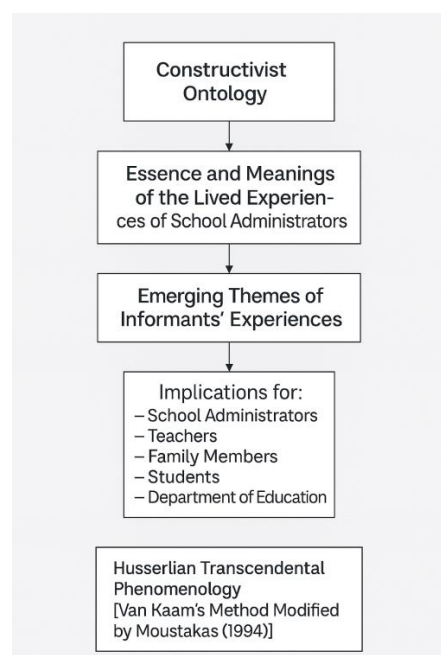 Constructivist
Ontology
Essence and Meanings
of the Lived Experien-
ces of School Administrators
Emerging Themes of
Informants' Experiences
Implications for:
– School Administrators
– Teachers
– Family Members
– Students
– Department of Education
Husserlian Transcendental
Phenomenology
[Van Kaam's Method Modified
by Moustakas (1994)]